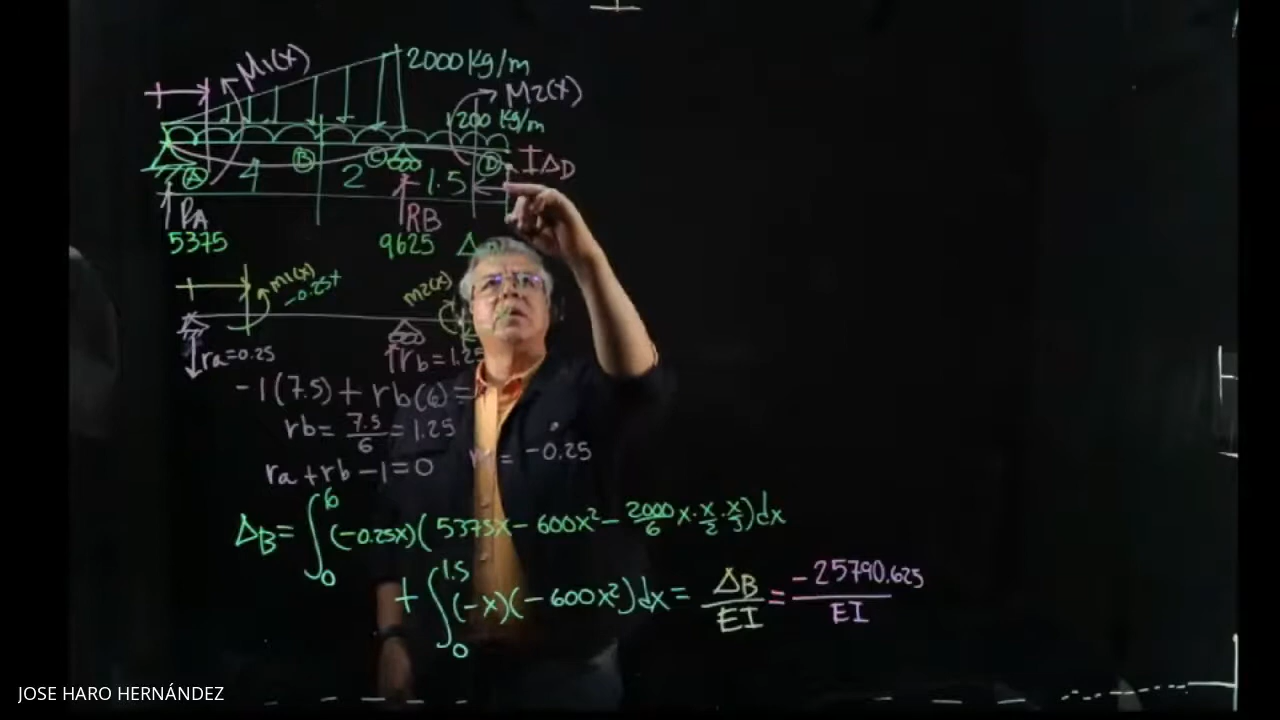 M1(x) 2000 Kg/m
M2(x)
1200 Kg/m
A 4 B 2 C 1.5 D ΔD
RA RB
5375 9625
m1(x) m2(x)
-0.25x
ra=0.25 rb=1.25
-1(7.5)+rb(6)=
rb= 7.5/6 =1.25
ra+rb-1=0 = -0.25
ΔB= ∫₀⁶ (-0.25x)(5375x-600x²- 2000/6 x·x/2·x/3)dx
+ ∫₀^1.5 (-x)(-600x²)dx= ΔB/EI = -25790.625/EI
JOSE HARO HERNÁNDEZ